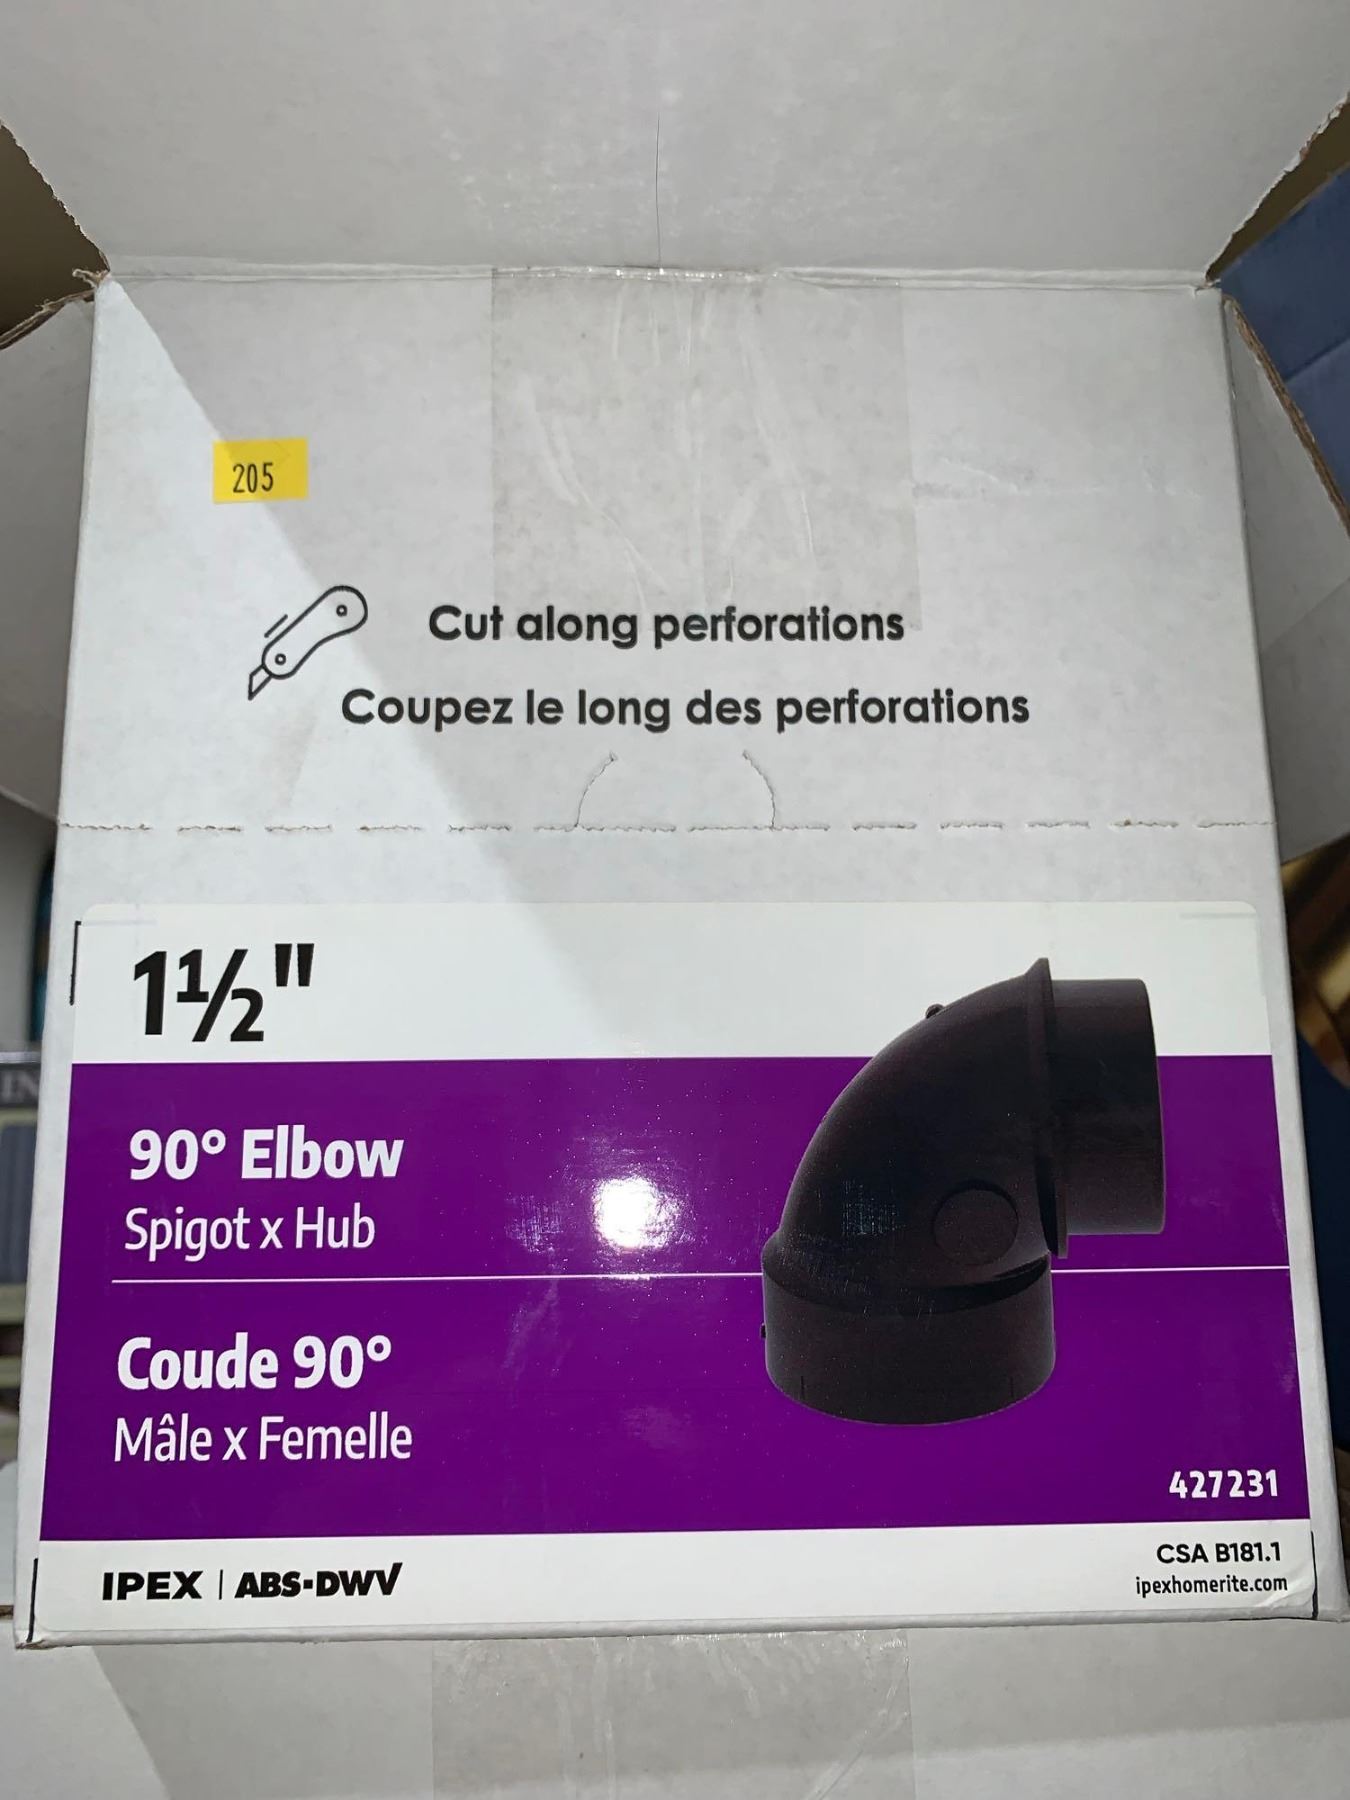 205
Cut along perforations
Coupez le long des perforations
1½"
90° Elbow
Spigot x Hub
Coude 90°
Mâle x Femelle
427231
IPEX | ABS-DWV
CSA B181.1
ipexhomerite.com
IN